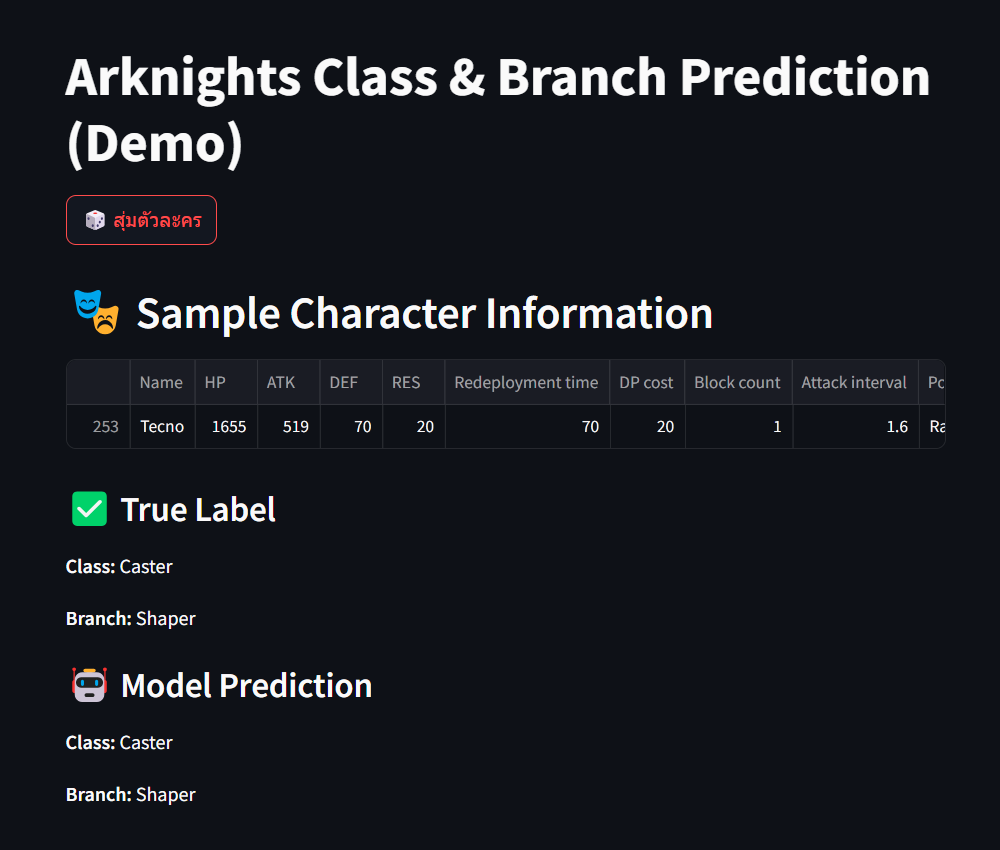 Arknights Class & Branch Prediction
(Demo)
สุ่มตัวละคร
Sample Character Information
Name HP ATK DEF RES Redeployment time DP cost Block count Attack interval Po
253 Tecno 1655 519 70 20 70 20 1 1.6 Ra
True Label
Class: Caster
Branch: Shaper
Model Prediction
Class: Caster
Branch: Shaper